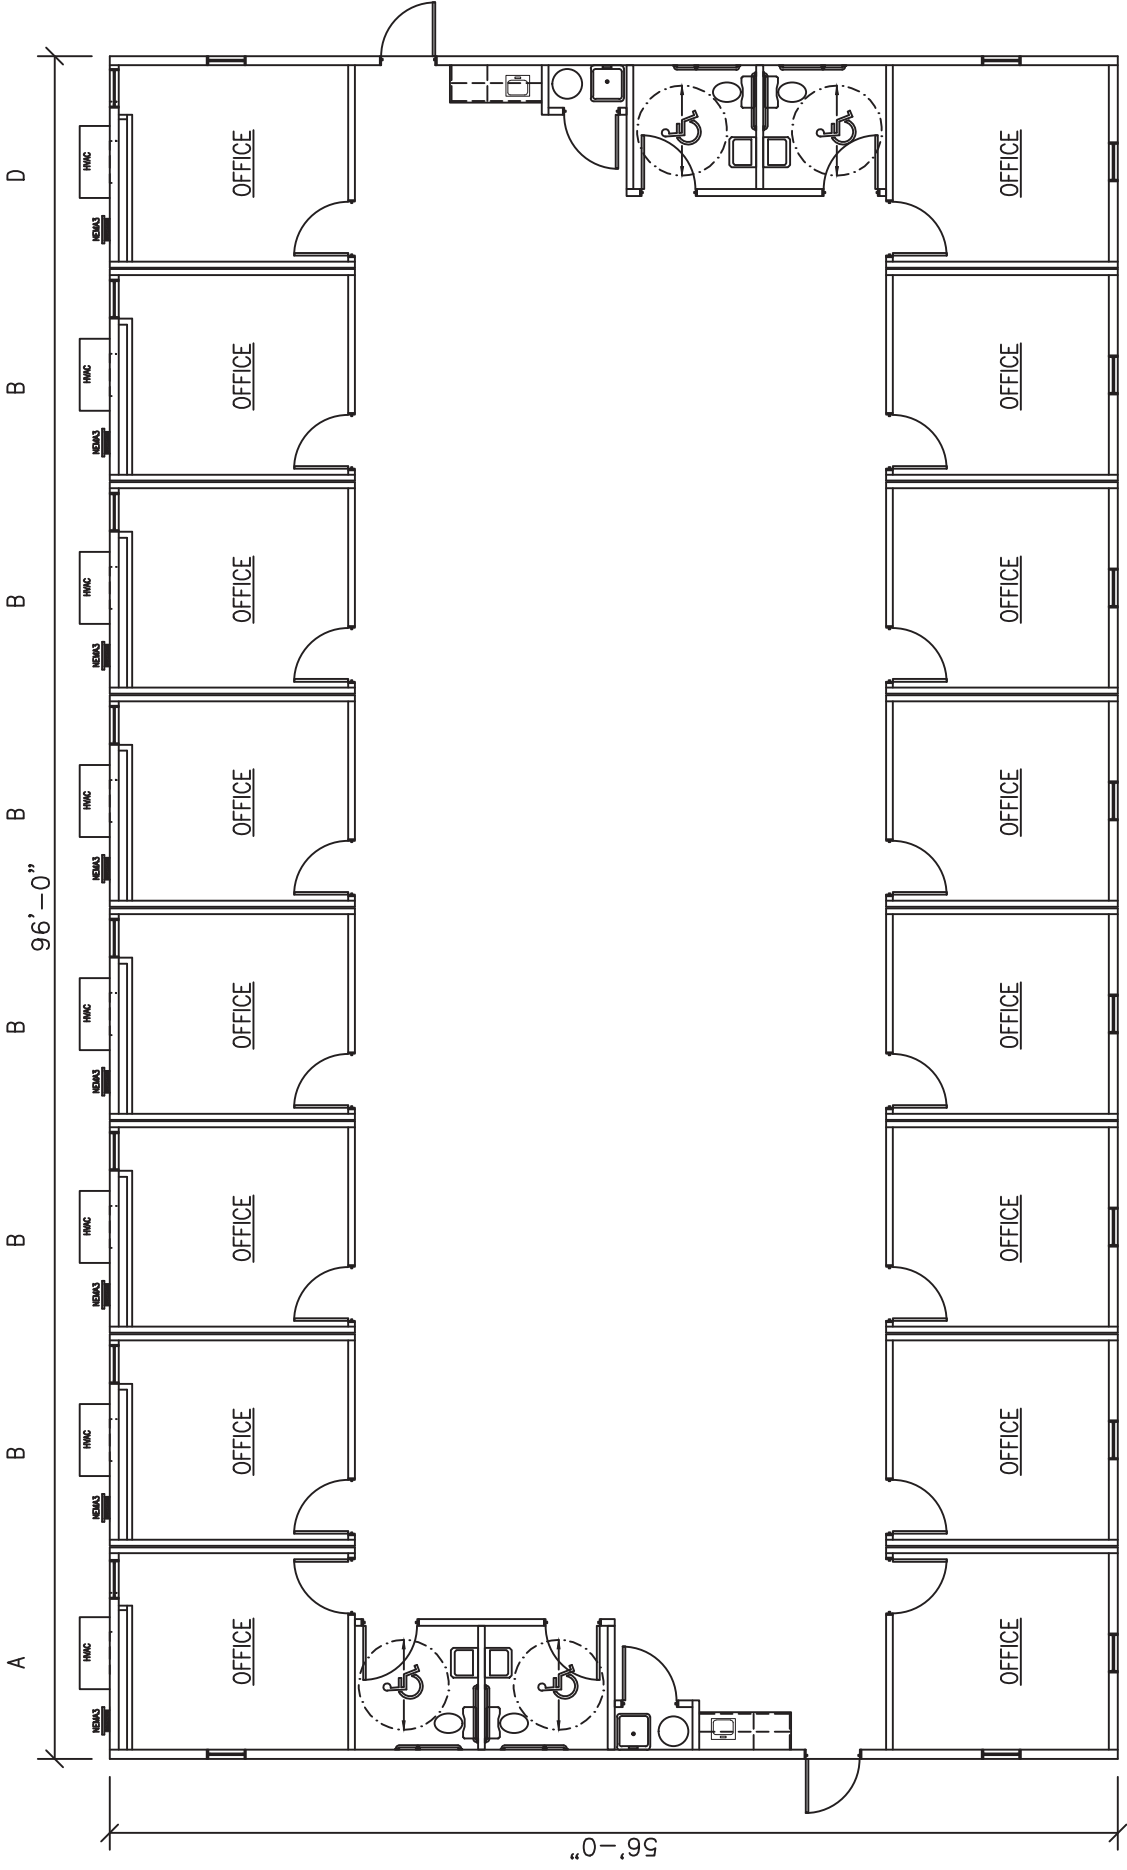 A B B B B B B D
96'-0"
NEMA3 HVAC NEMA3 HVAC NEMA3 HVAC NEMA3 HVAC NEMA3 HVAC NEMA3 HVAC NEMA3 HVAC NEMA3 HVAC
OFFICE OFFICE OFFICE OFFICE OFFICE OFFICE OFFICE OFFICE
56'-0"
OFFICE OFFICE OFFICE OFFICE OFFICE OFFICE OFFICE OFFICE